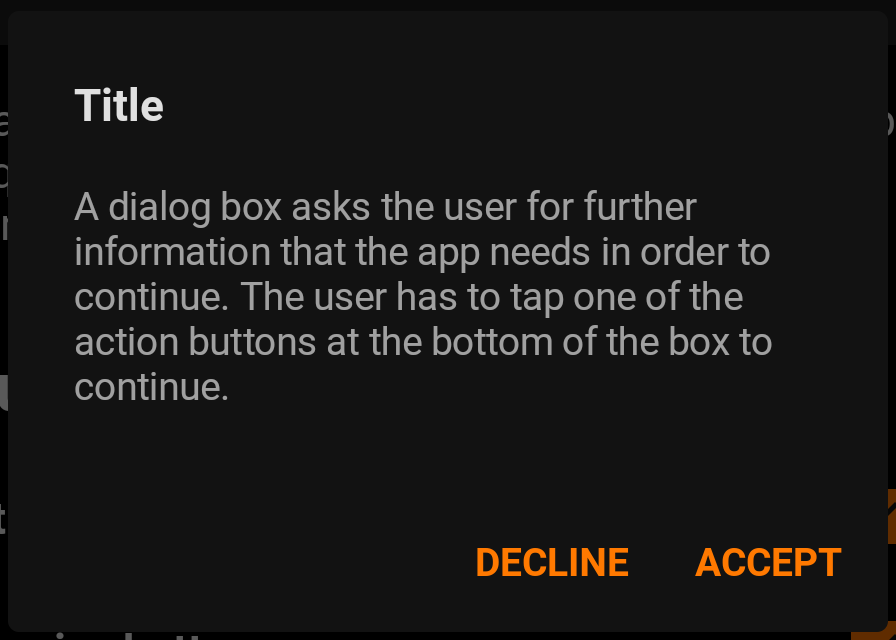 Title
A dialog box asks the user for further
information that the app needs in order to
continue. The user has to tap one of the
action buttons at the bottom of the box to
continue.
DECLINE ACCEPT